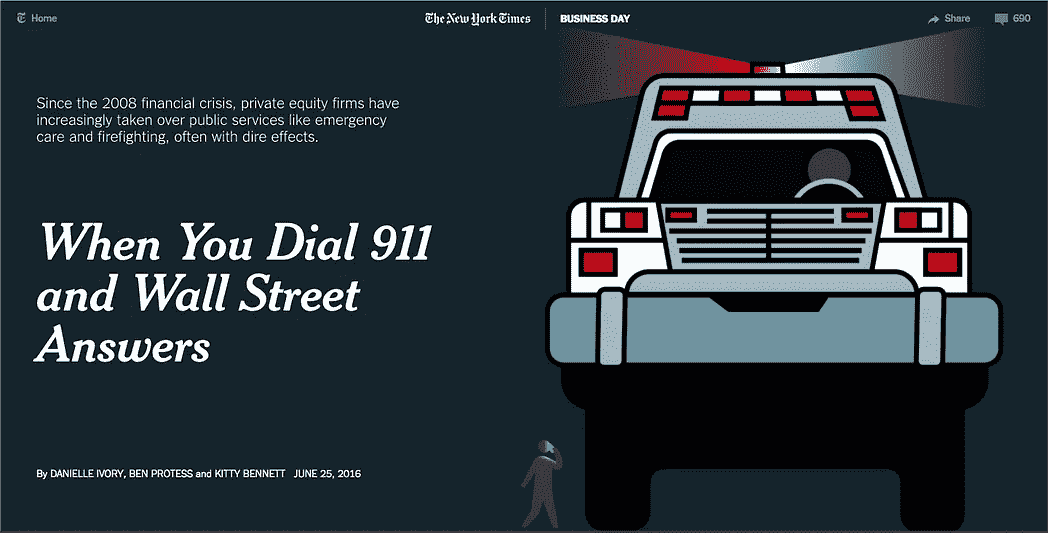 Home
The New York Times
BUSINESS DAY
Share
690
Since the 2008 financial crisis, private equity firms have
increasingly taken over public services like emergency
care and firefighting, often with dire effects.
When You Dial 911
and Wall Street
Answers
By DANIELLE IVORY, BEN PROTESS and KITTY BENNETT JUNE 25, 2016